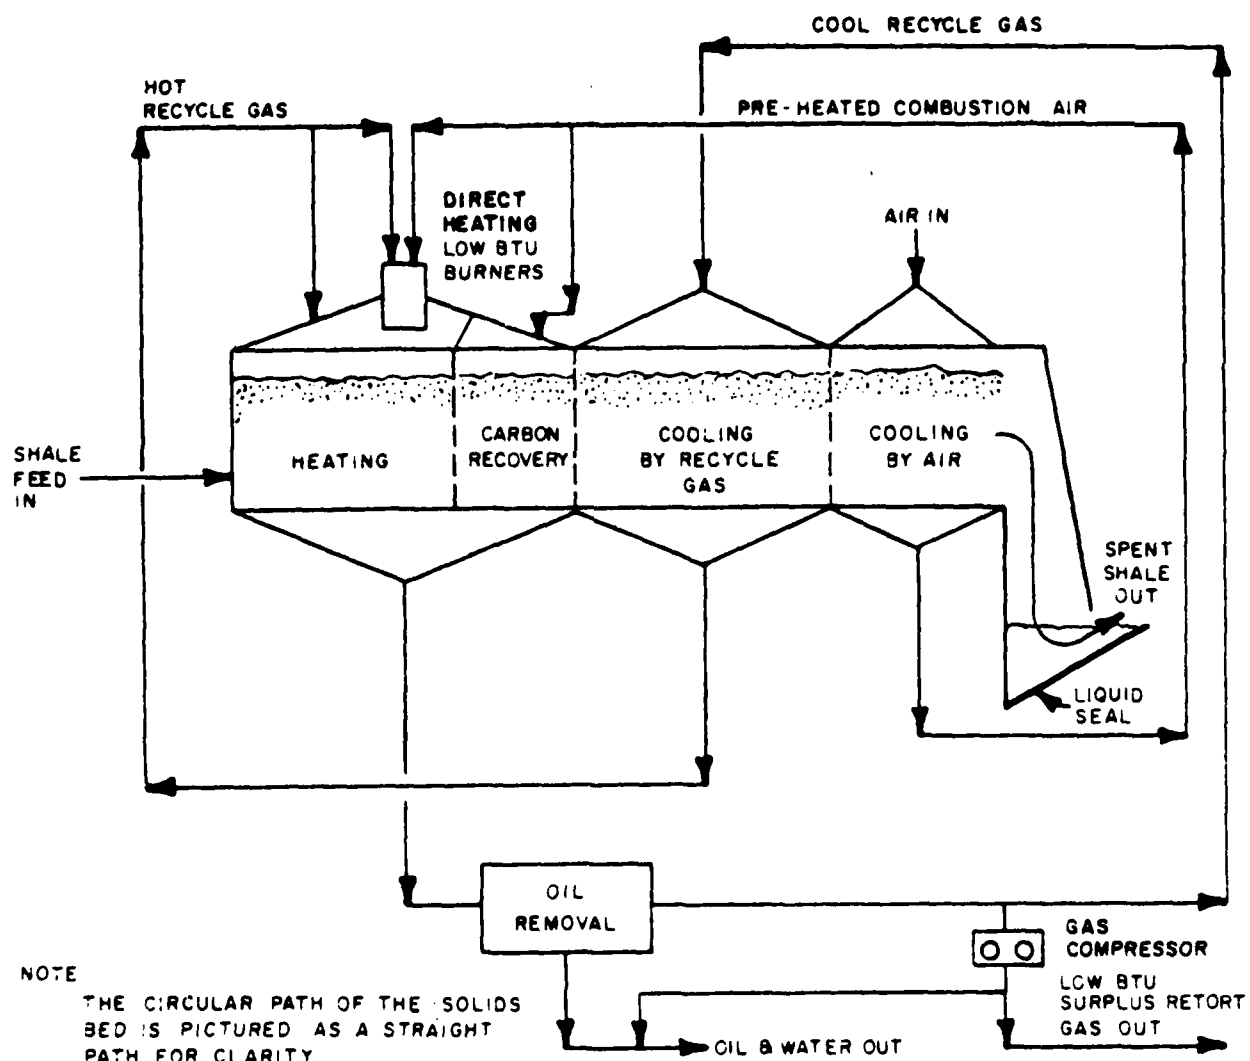 COOL RECYCLE GAS
HOT
RECYCLE GAS
PRE-HEATED COMBUSTION AIR
DIRECT
HEATING
LOW BTU
BURNERS
AIR IN
SHALE
FEED
IN
HEATING
CARBON
RECOVERY
COOLING
BY RECYCLE
GAS
COOLING
BY AIR
SPENT
SHALE
OUT
LIQUID
SEAL
OIL
REMOVAL
GAS
COMPRESSOR
LOW BTU
SURPLUS RETORT
GAS OUT
OIL & WATER OUT
NOTE
THE CIRCULAR PATH OF THE SOLIDS
BED IS PICTURED AS A STRAIGHT
PATH FOR CLARITY